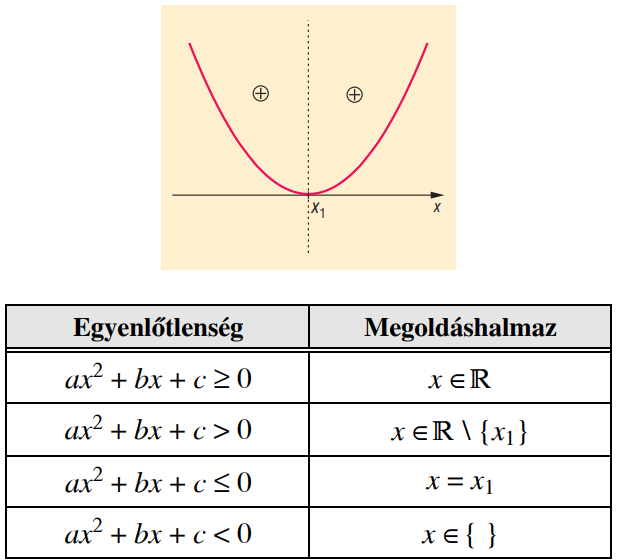 ⊕ ⊕
x₁ x
Egyenlőtlenség Megoldáshalmaz
ax² + bx + c ≥ 0 x ∈ ℝ
ax² + bx + c > 0 x ∈ ℝ \ {x₁}
ax² + bx + c ≤ 0 x = x₁
ax² + bx + c < 0 x ∈ { }